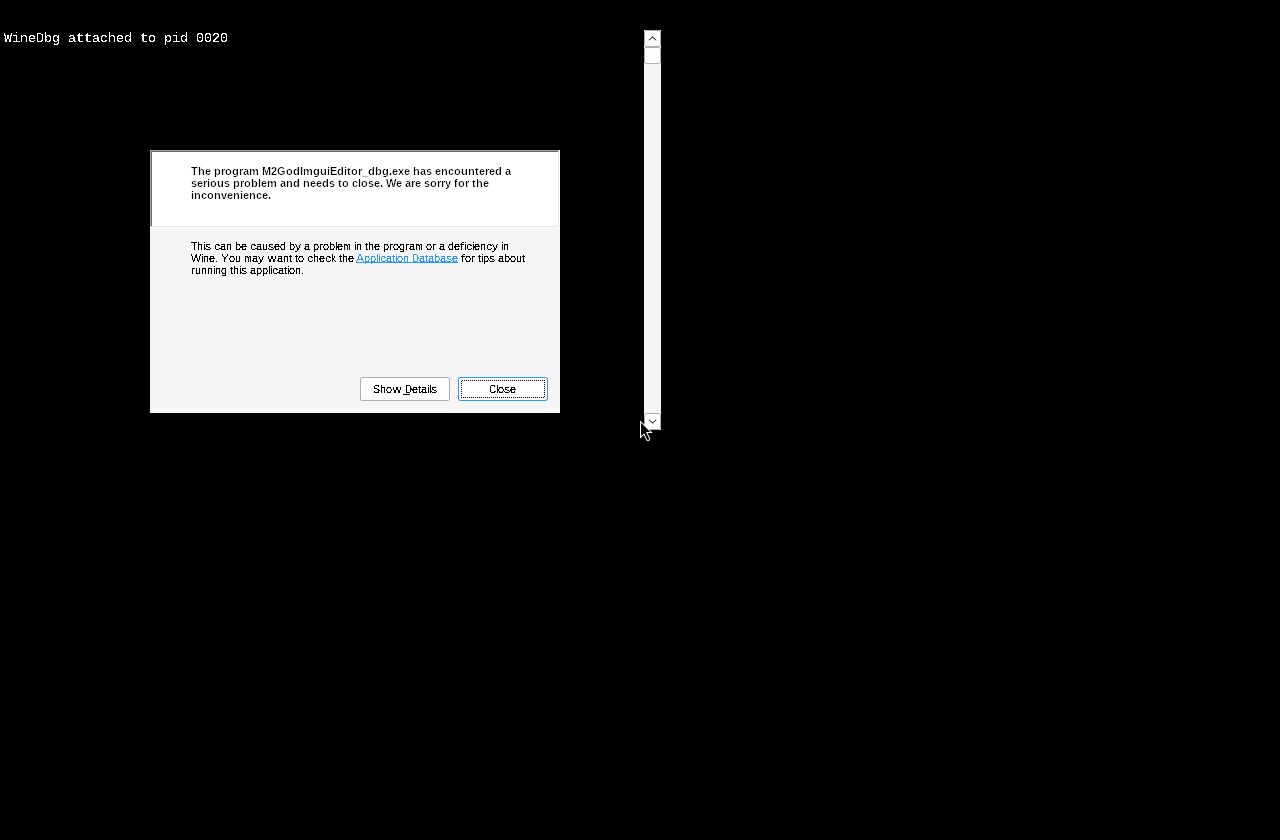 WineDbg attached to pid 0020
The program M2GodImguiEditor_dbg.exe has encountered a
serious problem and needs to close. We are sorry for the
inconvenience.
This can be caused by a problem in the program or a deficiency in
Wine. You may want to check the Application Database for tips about
running this application.
Show Details
Close